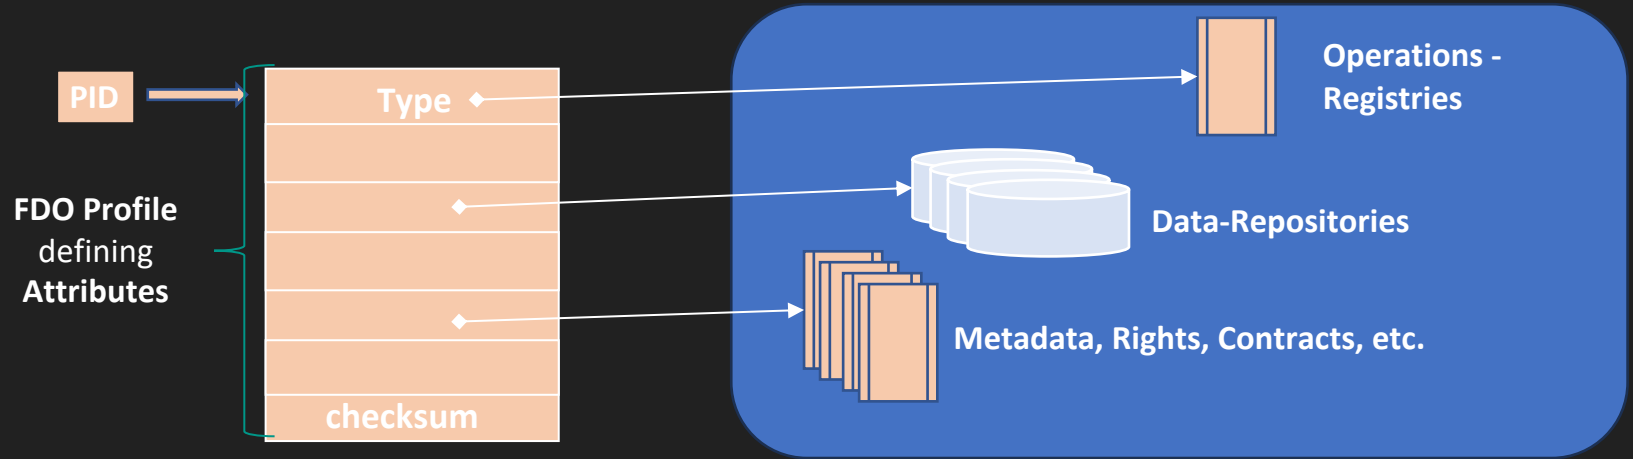 PID
FDO Profile
defining
Attributes
Type
checksum
Operations -
Registries
Data-Repositories
Metadata, Rights, Contracts, etc.